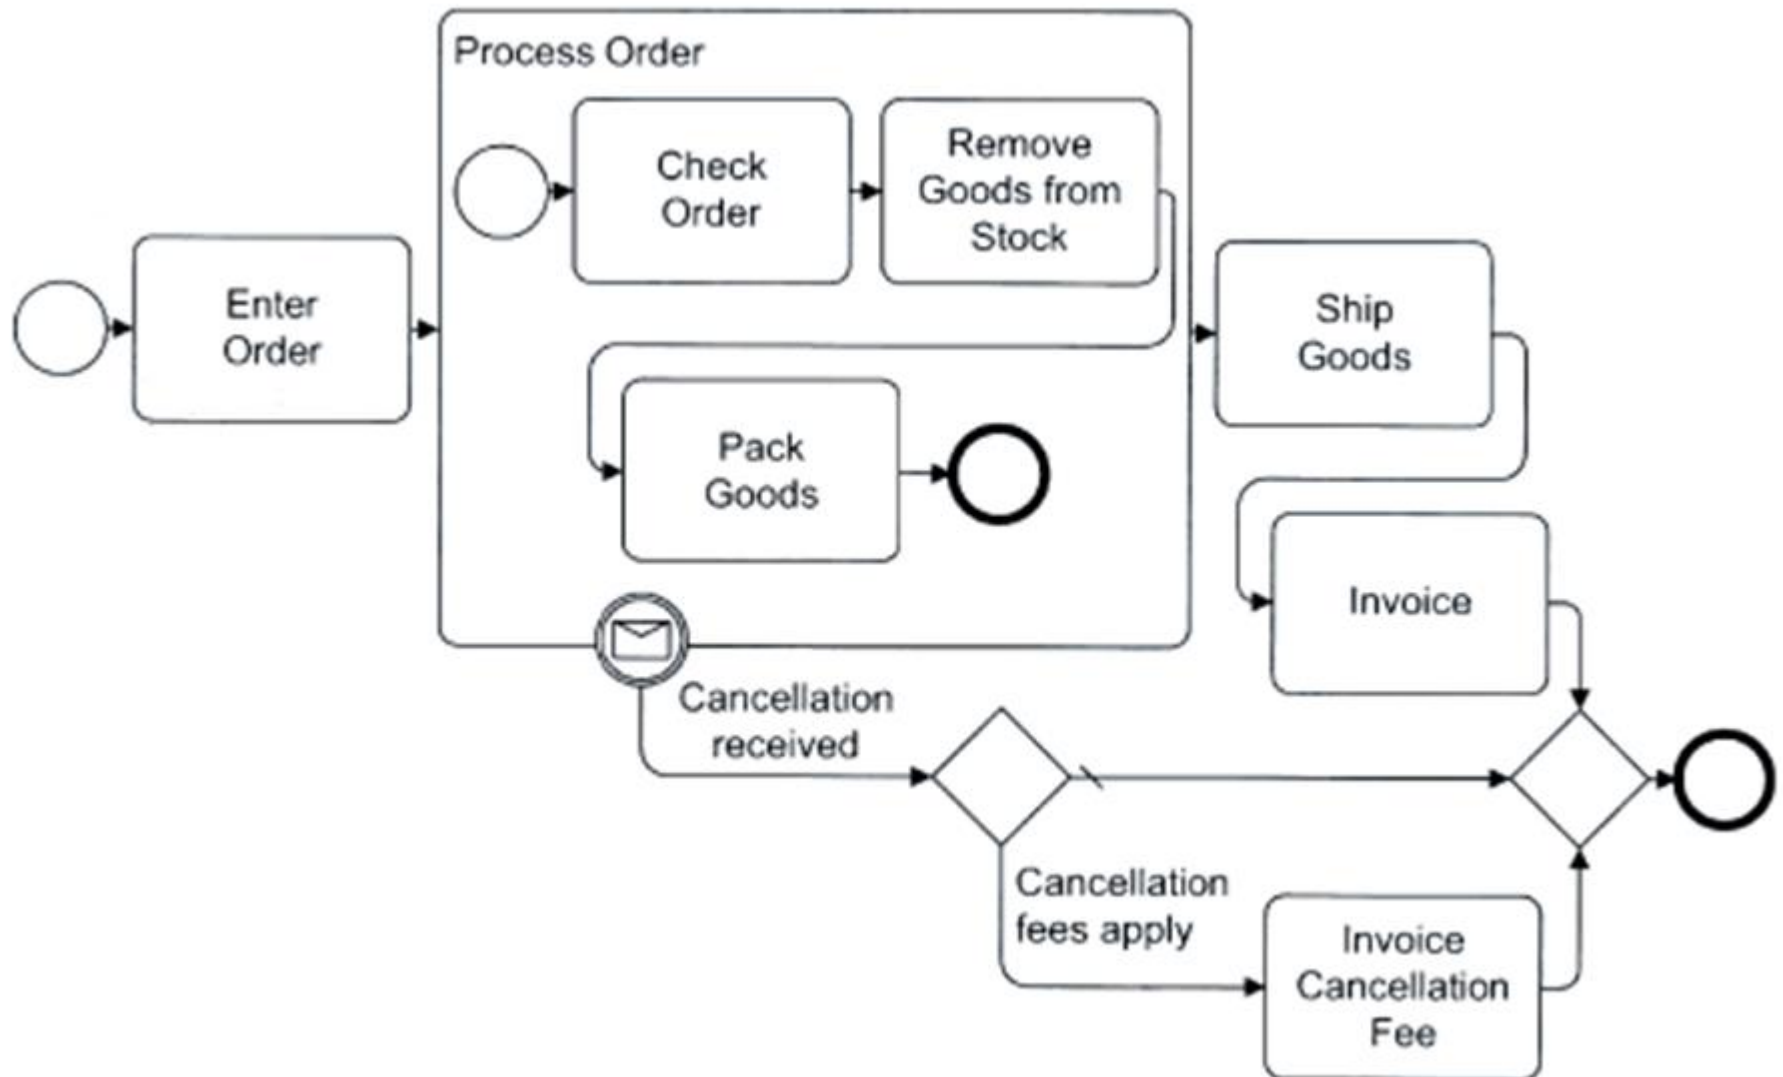 Process Order
Check
Order
Remove
Goods from
Stock
Enter
Order
Ship
Goods
Pack
Goods
Invoice
Cancellation
received
Cancellation
fees apply
Invoice
Cancellation
Fee